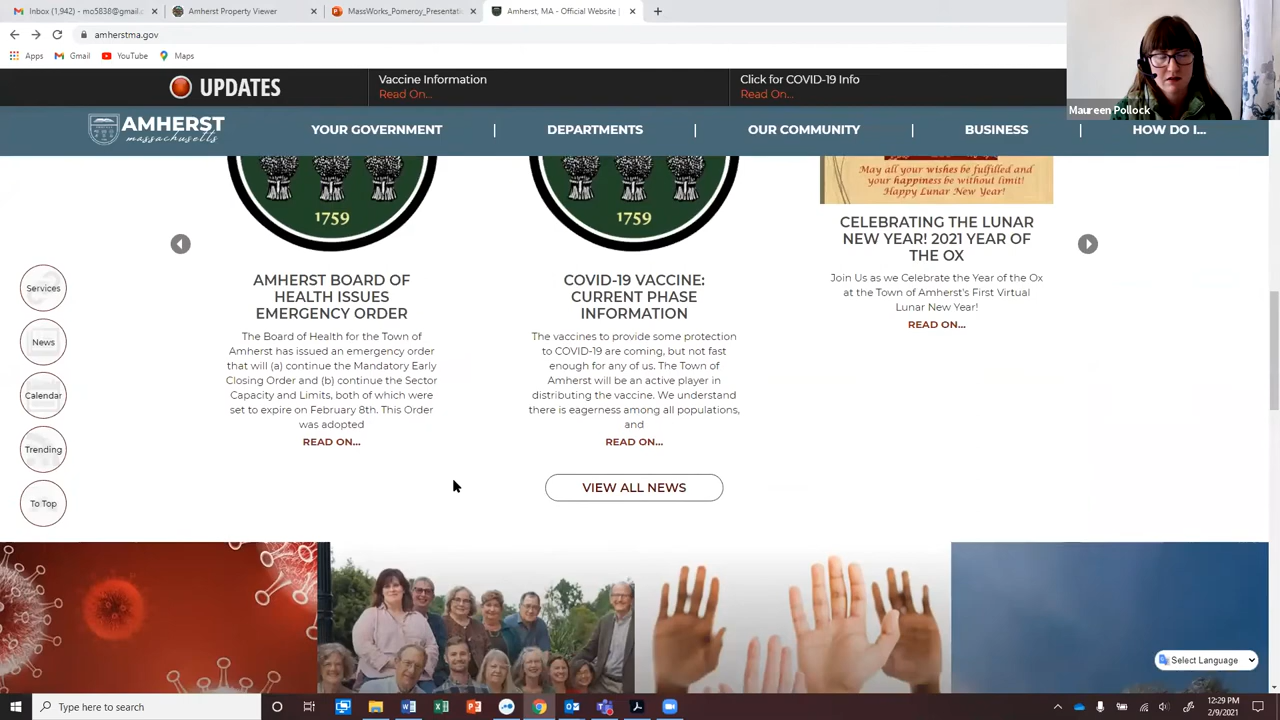 Inbox (1,942) - mo5838@gmail.
Amherst Property Viewer
MassWorks_Pomeroy_Presentati
Amherst, MA - Official Website |
amherstma.gov
Apps
Gmail
YouTube
Maps
UPDATES
Vaccine Information
Read On...
Click for COVID-19 Info
Read On...
Maureen Pollock
AMHERST
massachusetts
YOUR GOVERNMENT
DEPARTMENTS
OUR COMMUNITY
BUSINESS
HOW DO I...
1759
1759
May all your wishes be fulfilled and
your happiness be without limit!
Happy Lunar New Year!
AMHERST BOARD OF
HEALTH ISSUES
EMERGENCY ORDER
The Board of Health for the Town of
Amherst has issued an emergency order
that will (a) continue the Mandatory Early
Closing Order and (b) continue the Sector
Capacity and Limits, both of which were
set to expire on February 8th. This Order
was adopted
READ ON...
COVID-19 VACCINE:
CURRENT PHASE
INFORMATION
The vaccines to provide some protection
to COVID-19 are coming, but not fast
enough for any of us. The Town of
Amherst will be an active player in
distributing the vaccine. We understand
there is eagerness among all populations,
and
READ ON...
CELEBRATING THE LUNAR
NEW YEAR! 2021 YEAR OF
THE OX
Join Us as we Celebrate the Year of the Ox
at the Town of Amherst's First Virtual
Lunar New Year!
READ ON...
Services
News
Calendar
Trending
To Top
VIEW ALL NEWS
Select Language
Type here to search
12:29 PM
2/9/2021